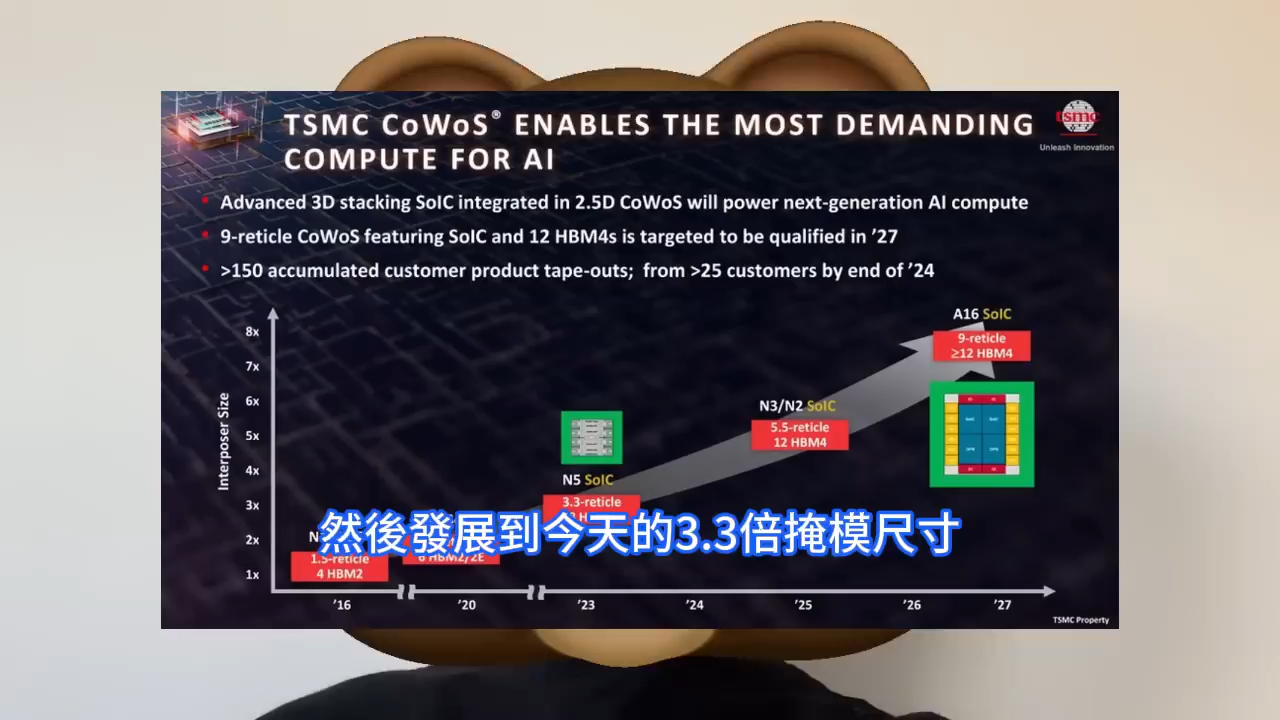 TSMC CoWoS® ENABLES THE MOST DEMANDING
COMPUTE FOR AI
tsmc
Unleash Innovation
• Advanced 3D stacking SoIC integrated in 2.5D CoWoS will power next-generation AI compute
• 9-reticle CoWoS featuring SoIC and 12 HBM4s is targeted to be qualified in ’27
• >150 accumulated customer product tape-outs; from >25 customers by end of ’24
Interposer Size
8x
7x
6x
5x
4x
3x
2x
1x
A16 SoIC
9-reticle
≥12 HBM4
N3/N2 SoIC
5.5-reticle
12 HBM4
N5 SoIC
3.3-reticle
然後發展到今天的3.3倍掩模尺寸
1.5-reticle
4 HBM2
6 HBM2/2E
’16
’20
’23
’24
’25
’26
’27
TSMC Property